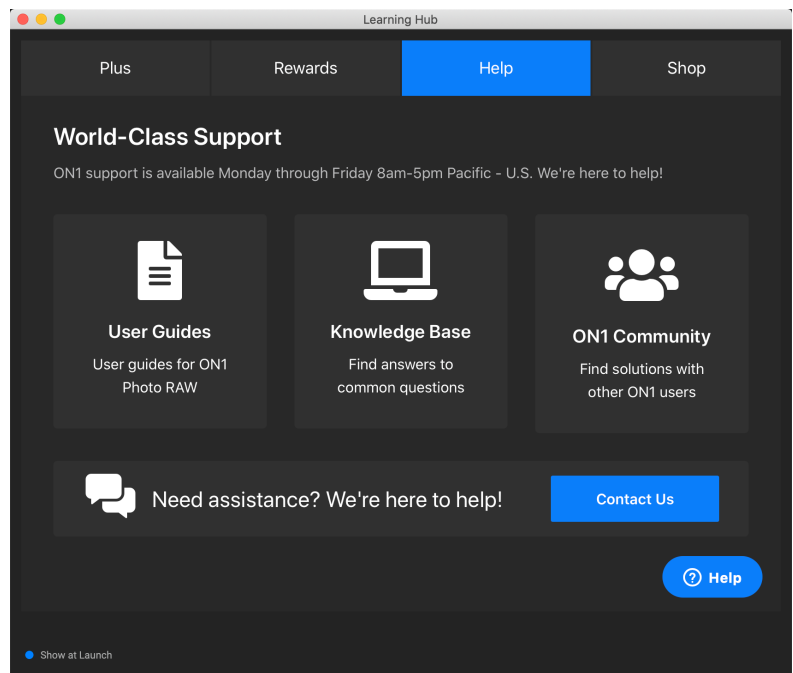 Learning Hub
Plus
Rewards
Help
Shop
World-Class Support
ON1 support is available Monday through Friday 8am-5pm Pacific - U.S. We're here to help!
User Guides
User guides for ON1
Photo RAW
Knowledge Base
Find answers to
common questions
ON1 Community
Find solutions with
other ON1 users
Need assistance? We're here to help!
Contact Us
? Help
Show at Launch